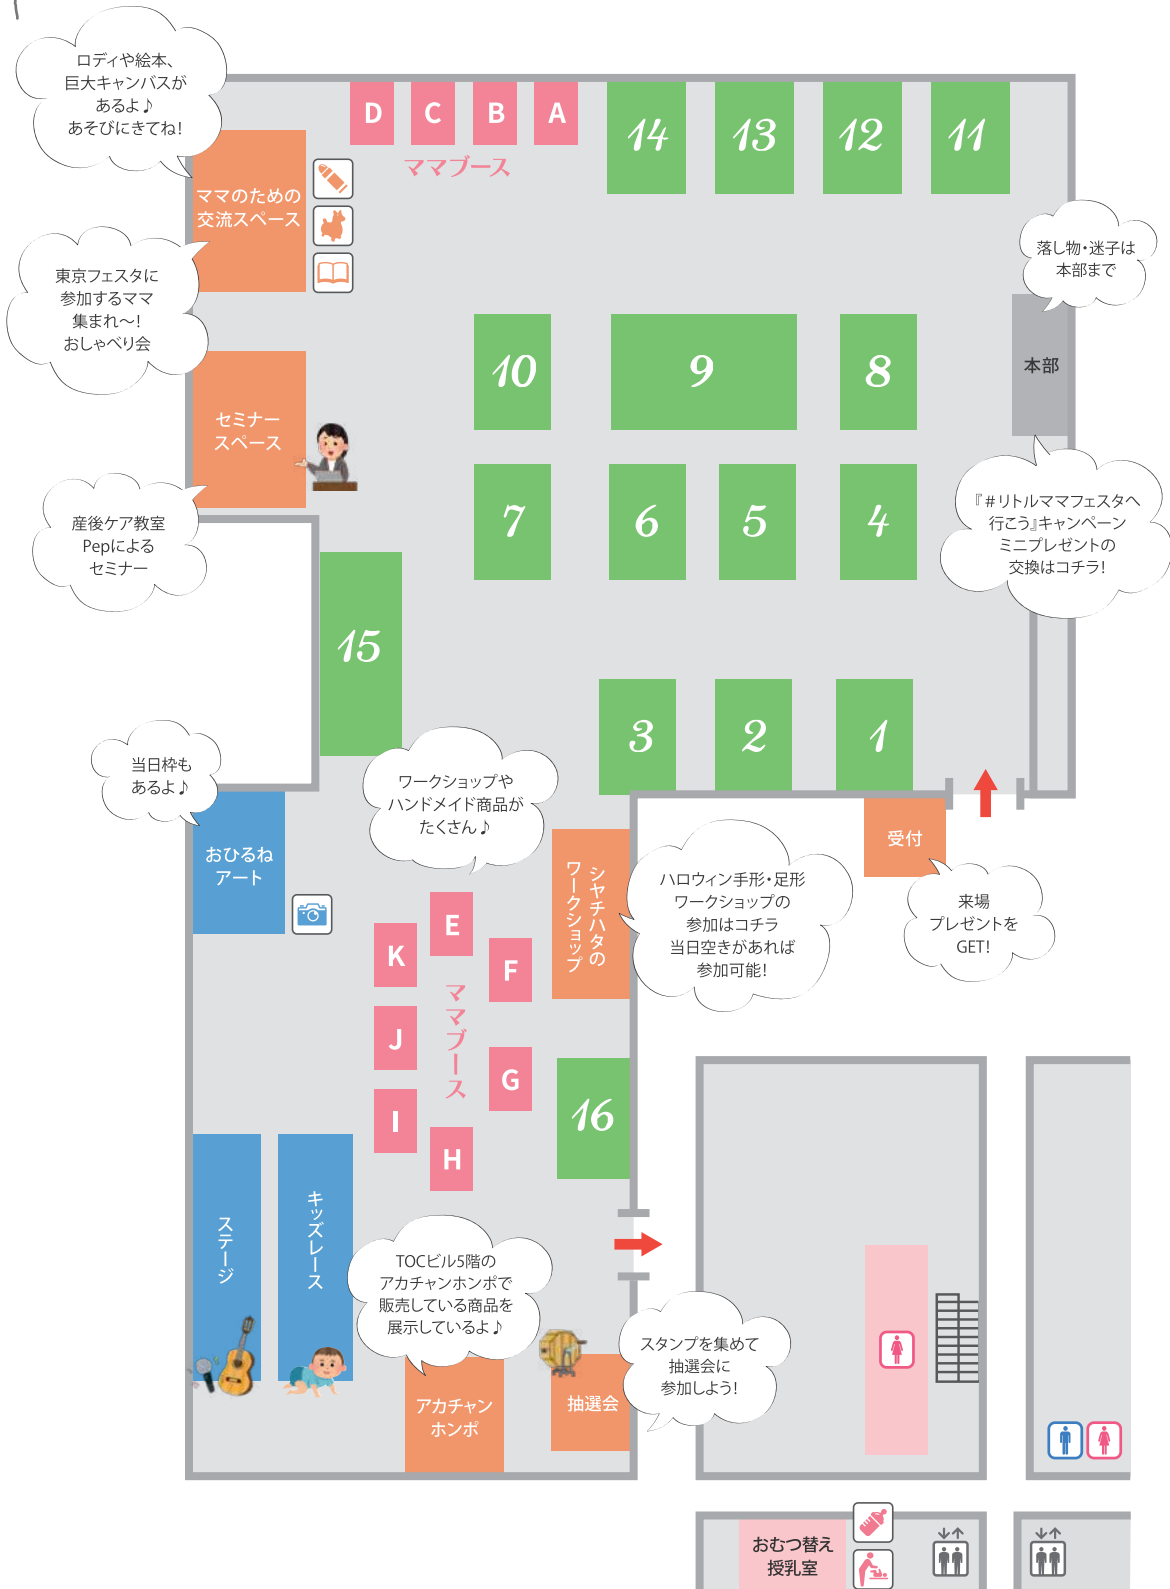 ロディや絵本、
巨大キャンバスが
あるよ♪
あそびにきてね!
D
C
B
A
ママブース
14
13
12
11
ママのための
交流スペース
落し物・迷子は
本部まで
東京フェスタに
参加するママ
集まれ〜!
おしゃべり会
10
9
8
本部
セミナー
スペース
7
6
5
4
『#リトルママフェスタへ
行こう』キャンペーン
ミニプレゼントの
交換はコチラ!
産後ケア教室
Pepによる
セミナー
15
3
2
1
当日枠も
あるよ♪
ワークショップや
ハンドメイド商品が
たくさん♪
受付
おひるね
アート
シヤチハタの
ワークショップ
ハロウィン手形・足形
ワークショップの
参加はコチラ
当日空きがあれば
参加可能!
来場
プレゼントを
GET!
E
K
F
ママブース
J
G
I
H
16
ステージ
キッズレース
TOCビル5階の
アカチャンホンポで
販売している商品を
展示しているよ♪
スタンプを集めて
抽選会に
参加しよう!
アカチャン
ホンポ
抽選会
おむつ替え
授乳室